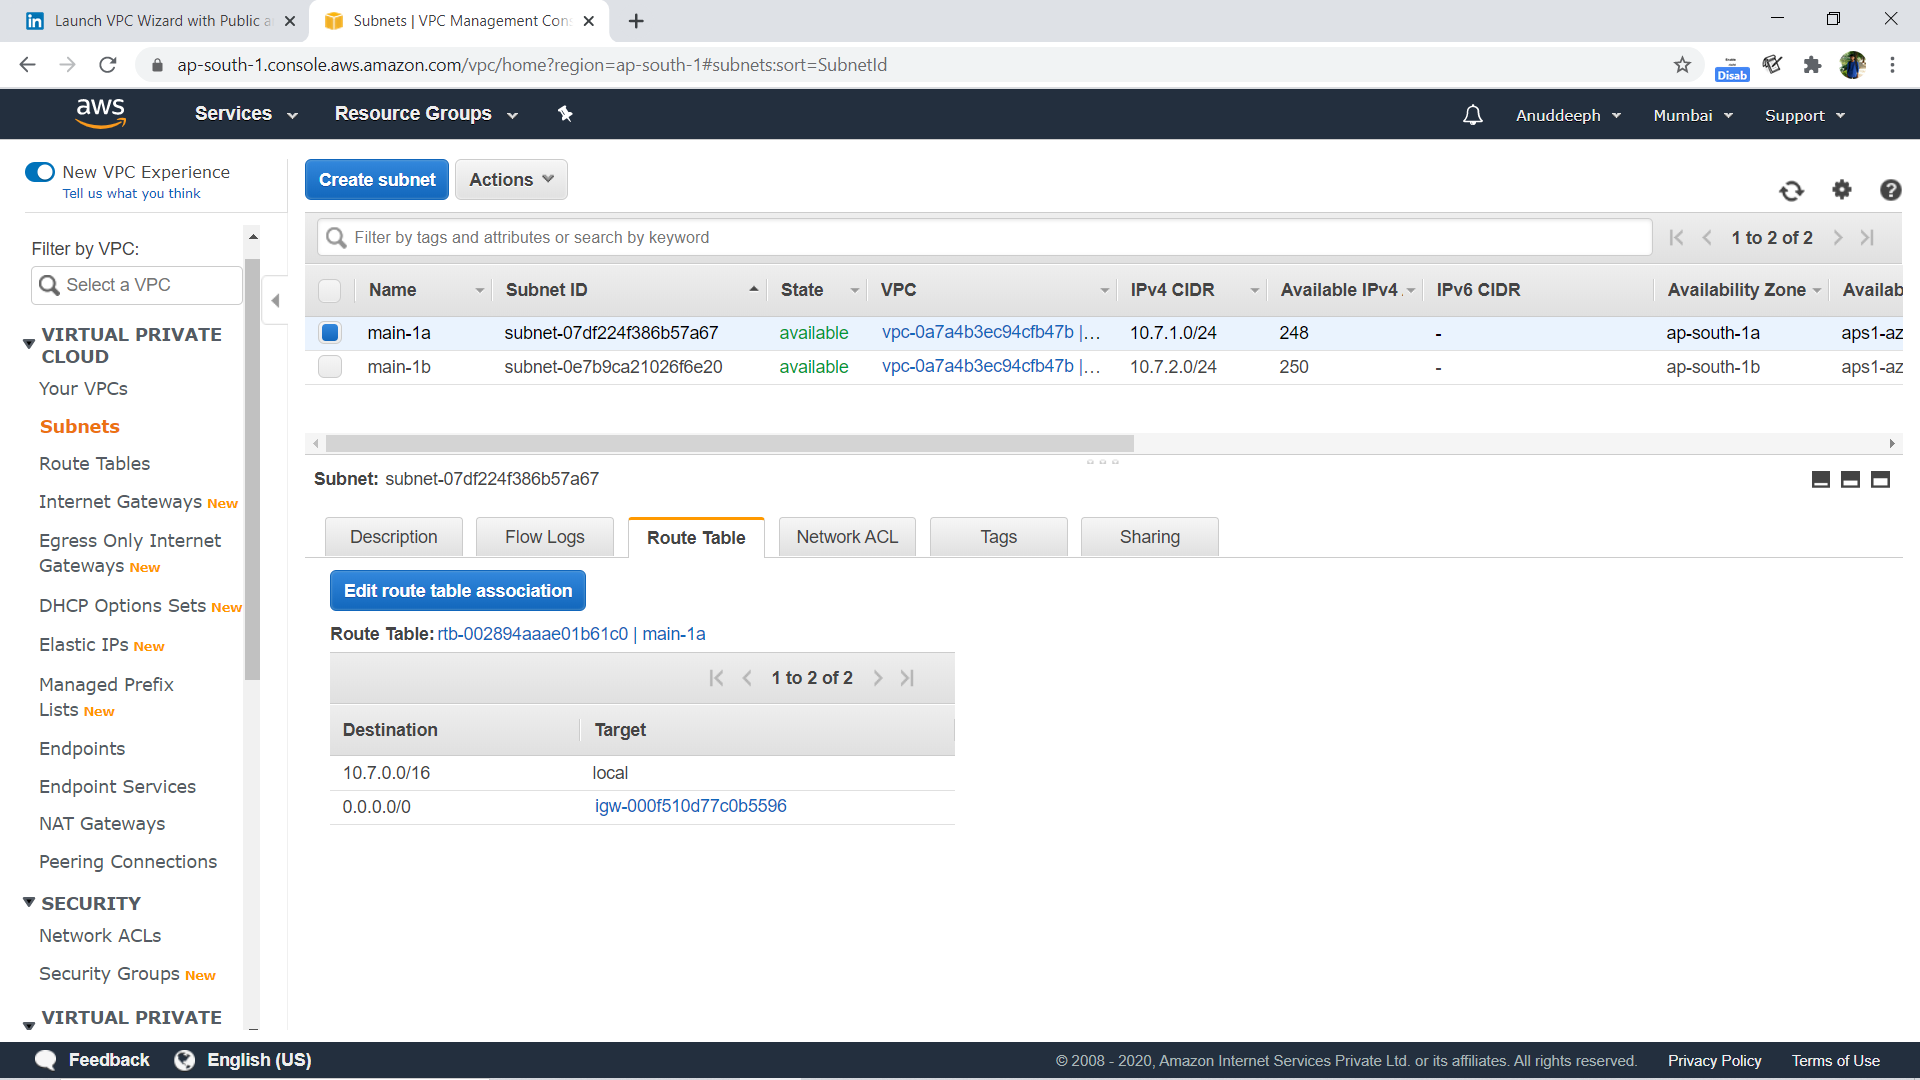 Launch VPC Wizard with Public a
Subnets | VPC Management Con
ap-south-1.console.aws.amazon.com/vpc/home?region=ap-south-1#subnets:sort=SubnetId
Disab
aws
Services
Resource Groups
Anuddeeph
Mumbai
Support
New VPC Experience
Tell us what you think
Create subnet
Actions
Filter by VPC:
Select a VPC
Filter by tags and attributes or search by keyword
1 to 2 of 2
Name Subnet ID State VPC IPv4 CIDR Available IPv4 IPv6 CIDR Availability Zone Availab
main-1a subnet-07df224f386b57a67 available vpc-0a7a4b3ec94cfb47b |... 10.7.1.0/24 248 - ap-south-1a aps1-az
main-1b subnet-0e7b9ca21026f6e20 available vpc-0a7a4b3ec94cfb47b |... 10.7.2.0/24 250 - ap-south-1b aps1-az
VIRTUAL PRIVATE
CLOUD
Your VPCs
Subnets
Route Tables
Internet Gateways New
Egress Only Internet
Gateways New
DHCP Options Sets New
Elastic IPs New
Managed Prefix
Lists New
Endpoints
Endpoint Services
NAT Gateways
Peering Connections
SECURITY
Network ACLs
Security Groups New
VIRTUAL PRIVATE
Subnet: subnet-07df224f386b57a67
Description Flow Logs Route Table Network ACL Tags Sharing
Edit route table association
Route Table: rtb-002894aaae01b61c0 | main-1a
1 to 2 of 2
Destination Target
10.7.0.0/16 local
0.0.0.0/0 igw-000f510d77c0b5596
Feedback
English (US)
© 2008 - 2020, Amazon Internet Services Private Ltd. or its affiliates. All rights reserved.
Privacy Policy
Terms of Use